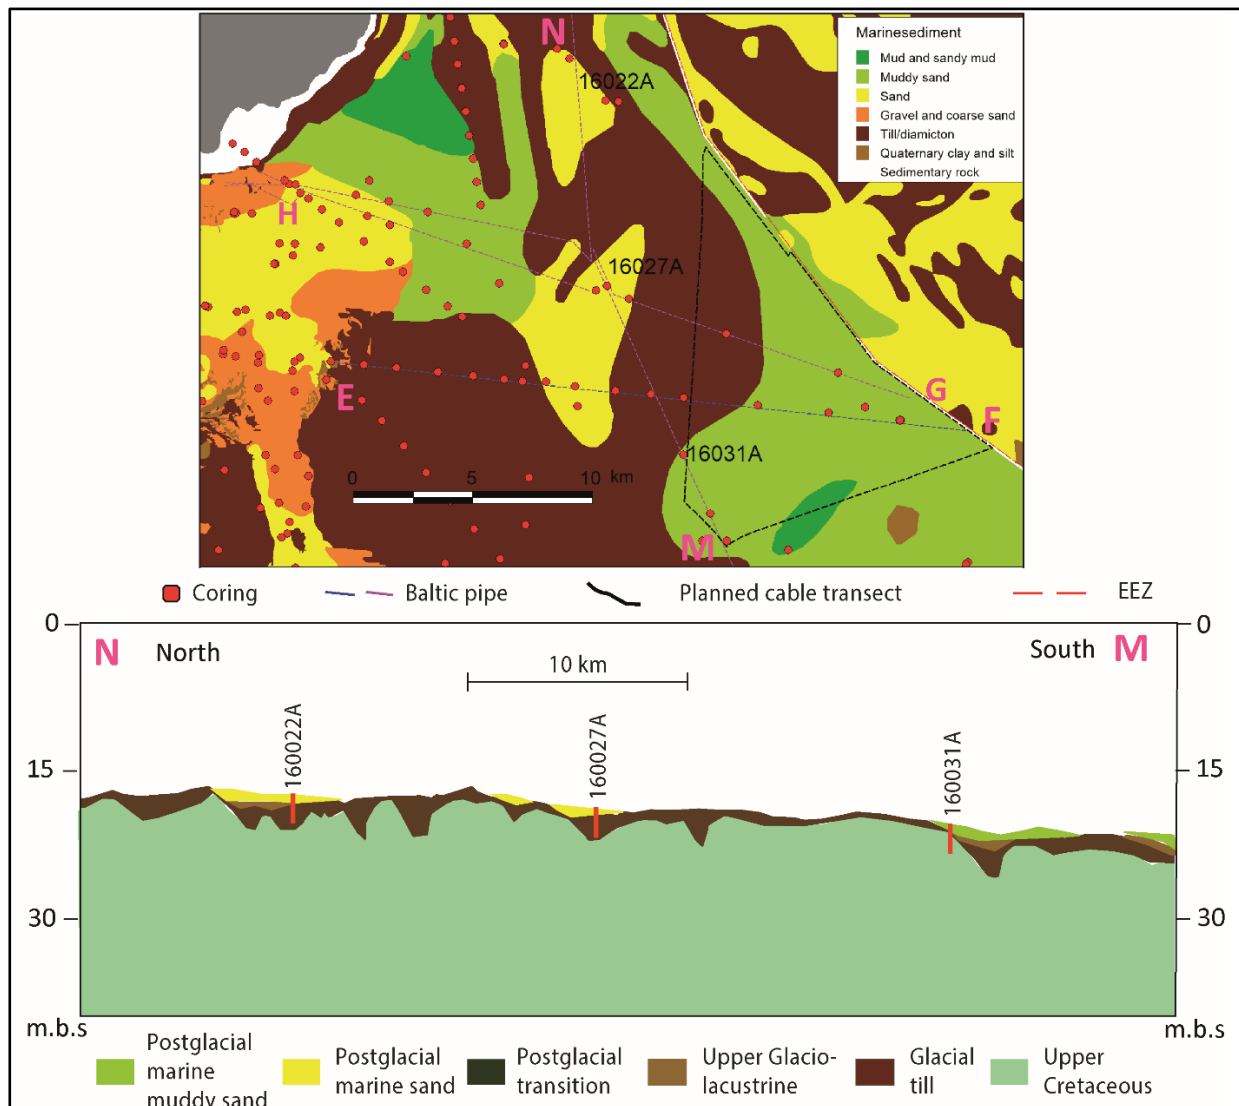 N
Marinesediment
Mud and sandy mud
Muddy sand
Sand
Gravel and coarse sand
Till/diamicton
Quaternary clay and silt
Sedimentary rock
16022A
H
16027A
E
G
F
16031A
0 5 10 km
M
Coring
Baltic pipe
Planned cable transect
EEZ
0
N North
South M
0
10 km
160022A
160027A
160031A
15
15
30
30
m.b.s
m.b.s
Postglacial
marine
muddy sand
Postglacial
marine sand
Postglacial
transition
Upper Glacio-
lacustrine
Glacial
till
Upper
Cretaceous